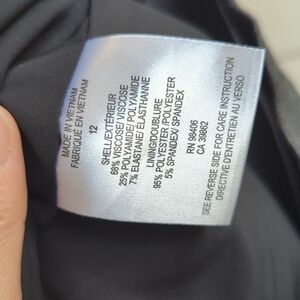 MADE IN VIETNAM
FABRIQUÉ EN VIETNAM
12
SHELL/EXTÉRIEUR
68% VISCOSE/VISCOSE
25% POLYAMIDE/POLYAMIDE
7% ELASTANE/ÉLASTHANNE
LINING/DOUBLURE
95% POLYESTER/POLYESTER
5% SPANDEX/SPANDEX
RN 98406
CA 39862
SEE REVERSE SIDE FOR CARE INSTRUCTION
DIRECTIVE D'ENTRETIEN AU VERSO